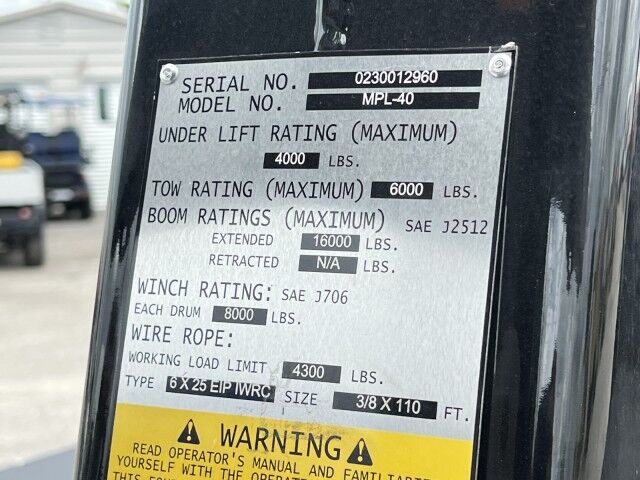 SERIAL NO. 0230012960
MODEL NO. MPL-40
UNDER LIFT RATING (MAXIMUM)
4000 LBS.
TOW RATING (MAXIMUM) 6000 LBS.
BOOM RATINGS (MAXIMUM) SAE J2512
EXTENDED 16000 LBS.
RETRACTED N/A LBS.
WINCH RATING: SAE J706
EACH DRUM 8000 LBS.
WIRE ROPE:
WORKING LOAD LIMIT 4300 LBS.
TYPE 6 X 25 EIP IWRC SIZE 3/8 X 110 FT.
WARNING
READ OPERATOR'S MANUAL AND
YOURSELF WITH THE